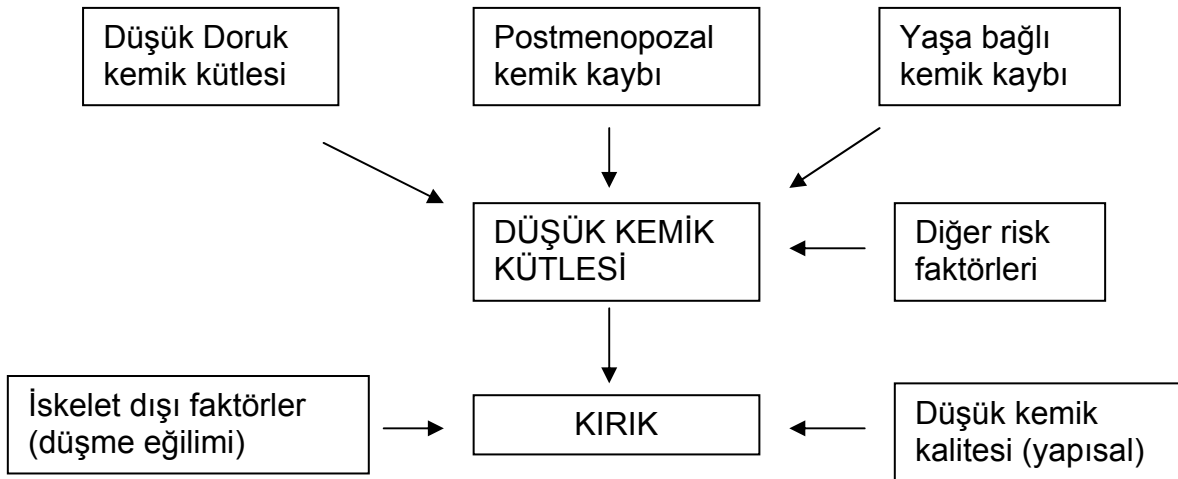 Düşük Doruk
kemik kütlesi
Postmenopozal
kemik kaybı
Yaşa bağlı
kemik kaybı
DÜŞÜK KEMİK
KÜTLESİ
Diğer risk
faktörleri
İskelet dışı faktörler
(düşme eğilimi)
KIRIK
Düşük kemik
kalitesi (yapısal)